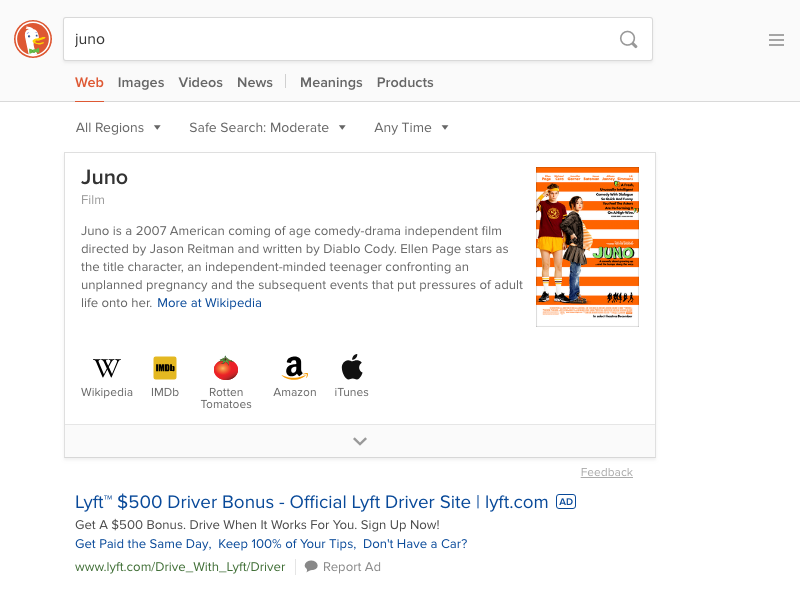 juno
Web Images Videos News Meanings Products
All Regions Safe Search: Moderate Any Time
Juno
Film
Juno is a 2007 American coming of age comedy-drama independent film
directed by Jason Reitman and written by Diablo Cody. Ellen Page stars as
the title character, an independent-minded teenager confronting an
unplanned pregnancy and the subsequent events that put pressures of adult
life onto her. More at Wikipedia
JUNO
W IMDb a
Wikipedia IMDb Rotten Tomatoes Amazon iTunes
Feedback
Lyft™ $500 Driver Bonus - Official Lyft Driver Site | lyft.com AD
Get A $500 Bonus. Drive When It Works For You. Sign Up Now!
Get Paid the Same Day, Keep 100% of Your Tips, Don't Have a Car?
www.lyft.com/Drive_With_Lyft/Driver Report Ad